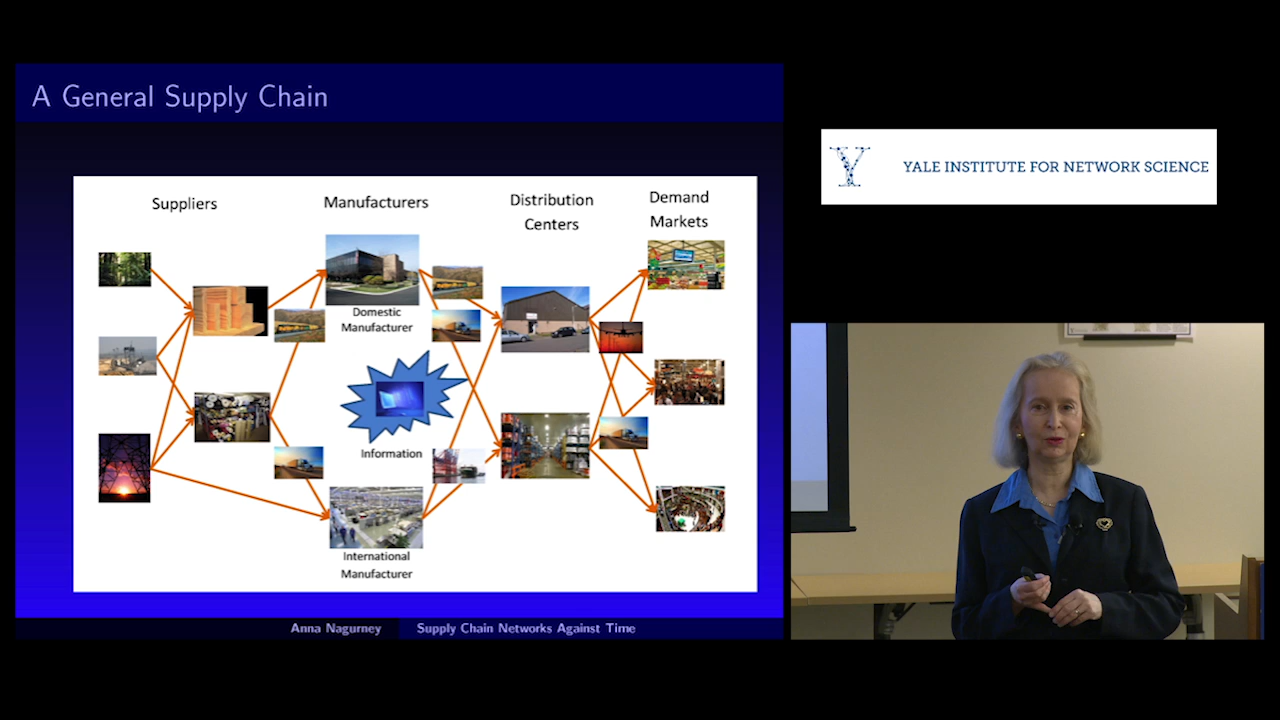 A General Supply Chain
Suppliers
Manufacturers
Distribution
Centers
Demand
Markets
Domestic
Manufacturer
Information
International
Manufacturer
Anna Nagurney
Supply Chain Networks Against Time
Y
YALE INSTITUTE FOR NETWORK SCIENCE